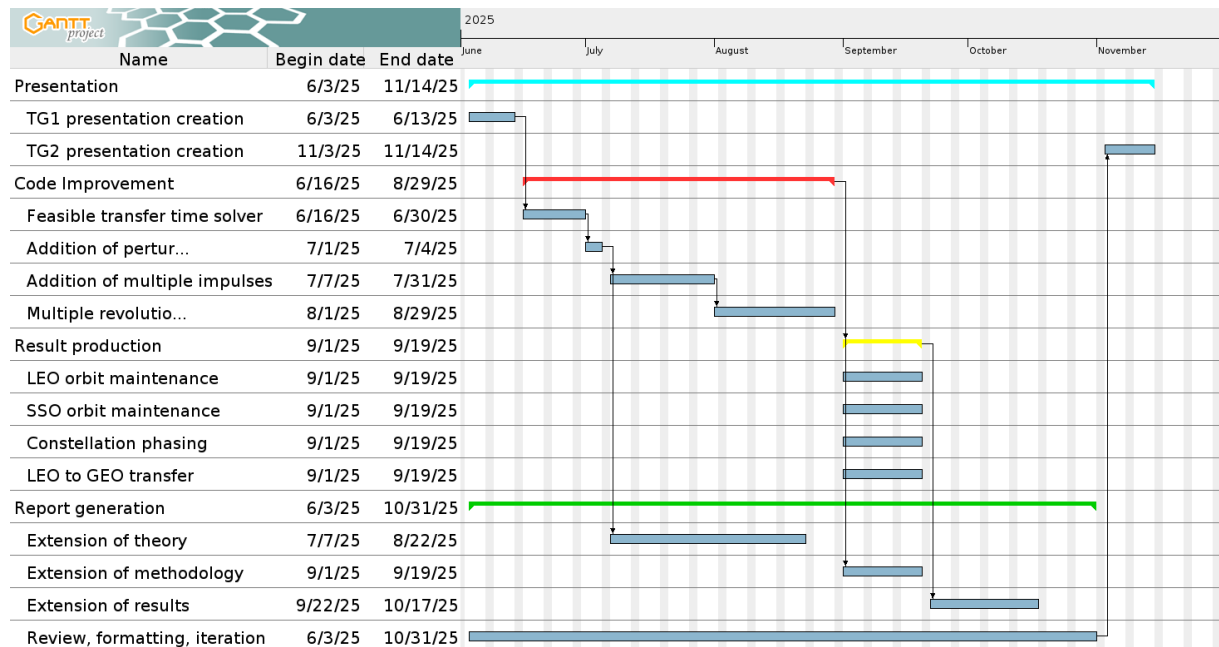 GANTT
project
2025
June July August September October November
Name Begin date End date
Presentation 6/3/25 11/14/25
TG1 presentation creation 6/3/25 6/13/25
TG2 presentation creation 11/3/25 11/14/25
Code Improvement 6/16/25 8/29/25
Feasible transfer time solver 6/16/25 6/30/25
Addition of pertur... 7/1/25 7/4/25
Addition of multiple impulses 7/7/25 7/31/25
Multiple revolutio... 8/1/25 8/29/25
Result production 9/1/25 9/19/25
LEO orbit maintenance 9/1/25 9/19/25
SSO orbit maintenance 9/1/25 9/19/25
Constellation phasing 9/1/25 9/19/25
LEO to GEO transfer 9/1/25 9/19/25
Report generation 6/3/25 10/31/25
Extension of theory 7/7/25 8/22/25
Extension of methodology 9/1/25 9/19/25
Extension of results 9/22/25 10/17/25
Review, formatting, iteration 6/3/25 10/31/25